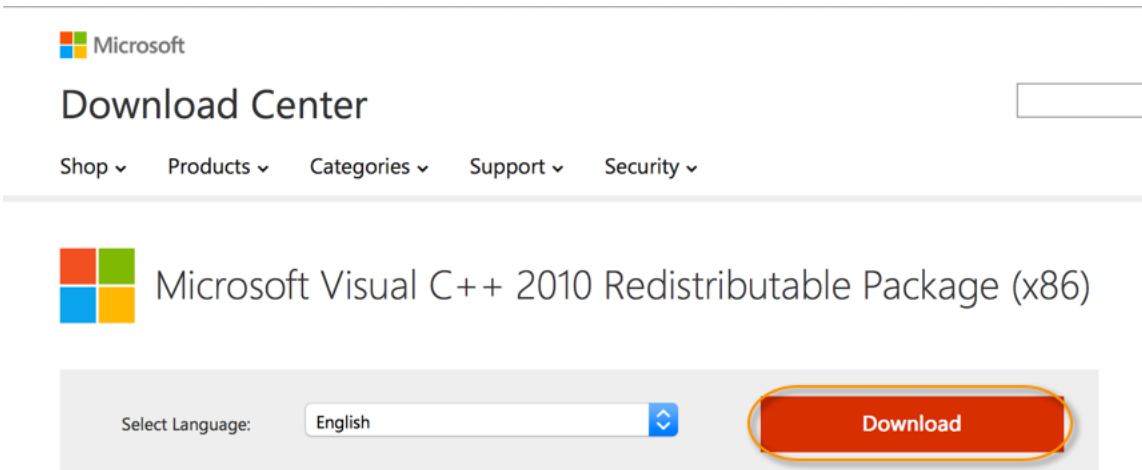 Microsoft
Download Center
Shop Products Categories Support Security
Microsoft Visual C++ 2010 Redistributable Package (x86)
Select Language: English Download